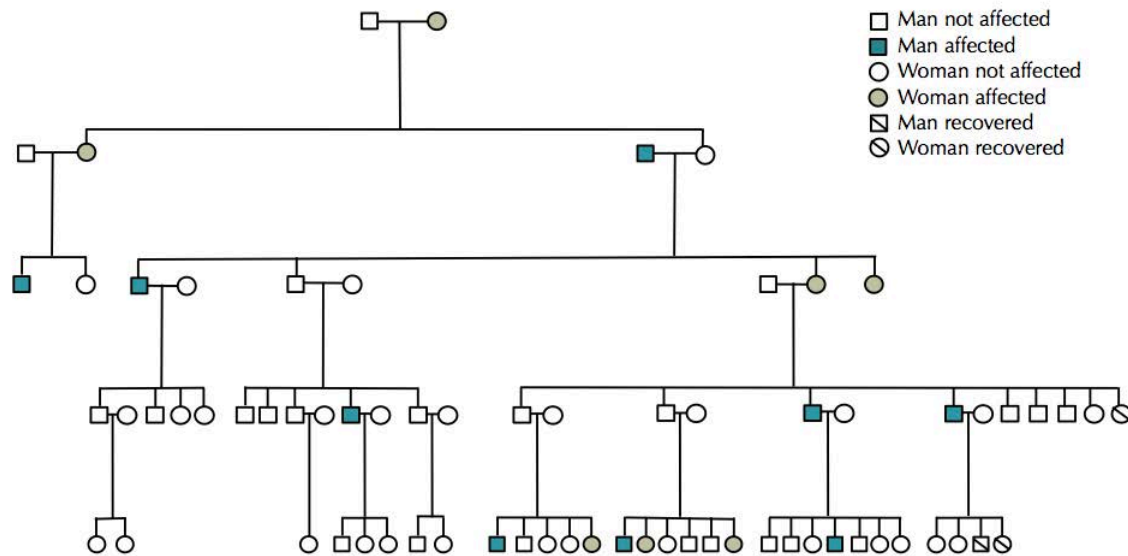 Man not affected
Man affected
Woman not affected
Woman affected
Man recovered
Woman recovered